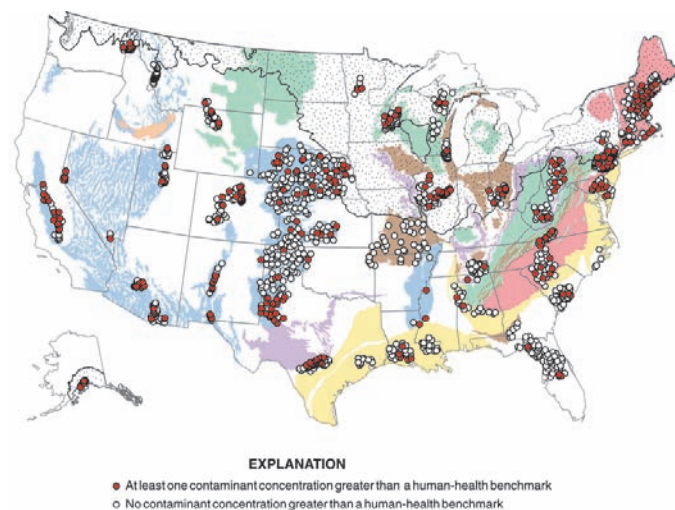 EXPLANATION
At least one contaminant concentration greater than a human-health benchmark
No contaminant concentration greater than a human-health benchmark